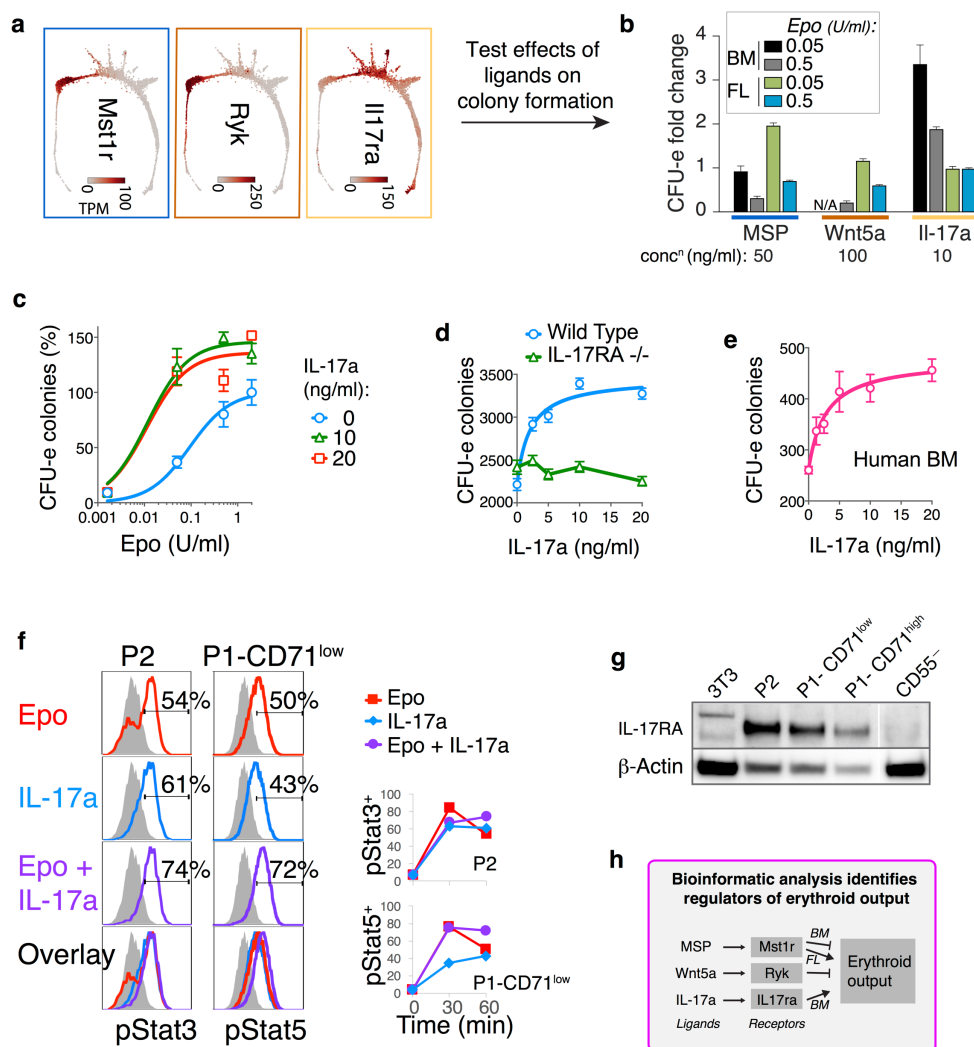 a
Mst1r
0 100
TPM
Ryk
0 250
Il17ra
0 150
Test effects of
ligands on
colony formation
b
CFU-e fold change
4
3
2
1
0
Epo (U/ml):
BM
0.05
0.5
FL
0.05
0.5
N/A
MSP
Wnt5a
Il-17a
concⁿ (ng/ml): 50 100 10
c
CFU-e colonies (%)
150
100
50
0
0.001 0.01 0.1 1
Epo (U/ml)
IL-17a
(ng/ml):
0
10
20
d
Wild Type
IL-17RA -/-
CFU-e colonies
3500
3000
2500
2000
0 5 10 15 20
IL-17a (ng/ml)
e
CFU-e colonies
500
400
300
200
Human BM
0 5 10 15 20
IL-17a (ng/ml)
f
P2
P1-CD71low
Epo
54%
50%
IL-17a
61%
43%
Epo +
IL-17a
74%
72%
Overlay
pStat3
pStat5
Epo
IL-17a
Epo + IL-17a
pStat3⁺
100
80
60
40
20
0
P2
pStat5⁺
100
80
60
40
20
0
P1-CD71low
0 30 60
Time (min)
g
3T3
P2
P1- CD71low
P1- CD71high
CD55⁻
IL-17RA
β-Actin
h
Bioinformatic analysis identifies
regulators of erythroid output
MSP
Mst1r
BM
FL
Wnt5a
Ryk
IL-17a
IL17ra
BM
Erythroid
output
Ligands
Receptors